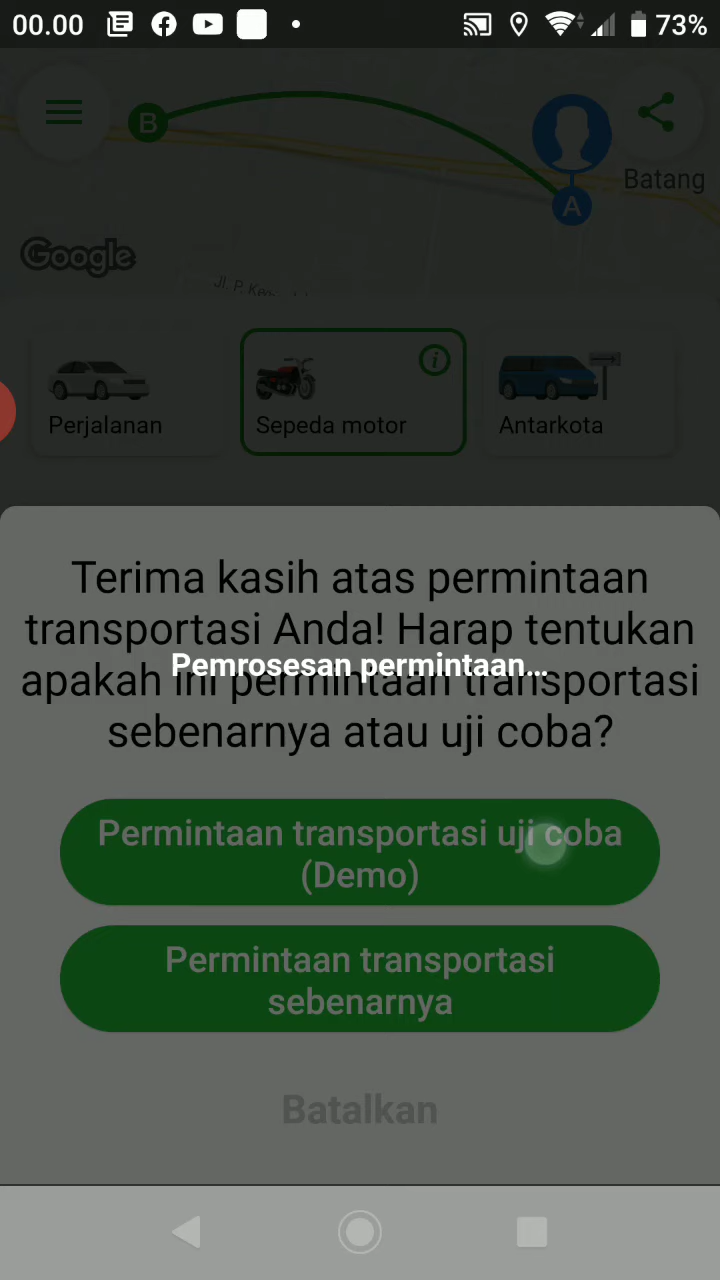 00.00
73%
B
A
Batang
Google
Jl. P. Kem
Perjalanan
Sepeda motor
i
Antarkota
Terima kasih atas permintaan
transportasi Anda! Harap tentukan
Pemrosesan permintaan...
apakah ini permintaan transportasi
sebenarnya atau uji coba?
Permintaan transportasi uji coba
(Demo)
Permintaan transportasi
sebenarnya
Batalkan